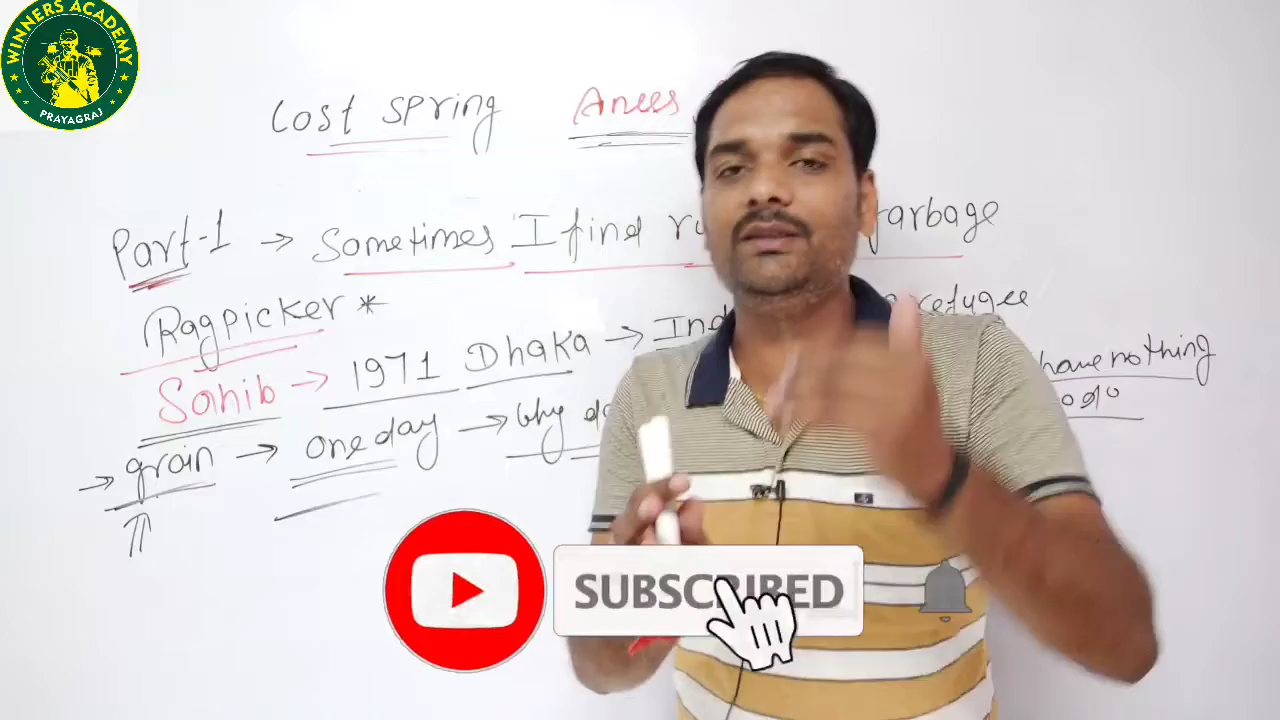 WINNERS ACADEMY
PRAYAGRAJ
Lost Spring Anees
Part-1 → Sometimes I find garbage
Ragpicker *
Sahib → 1971 Dhaka → refugee
have nothing
→ grain → one day → Why
SUBSCRIBED